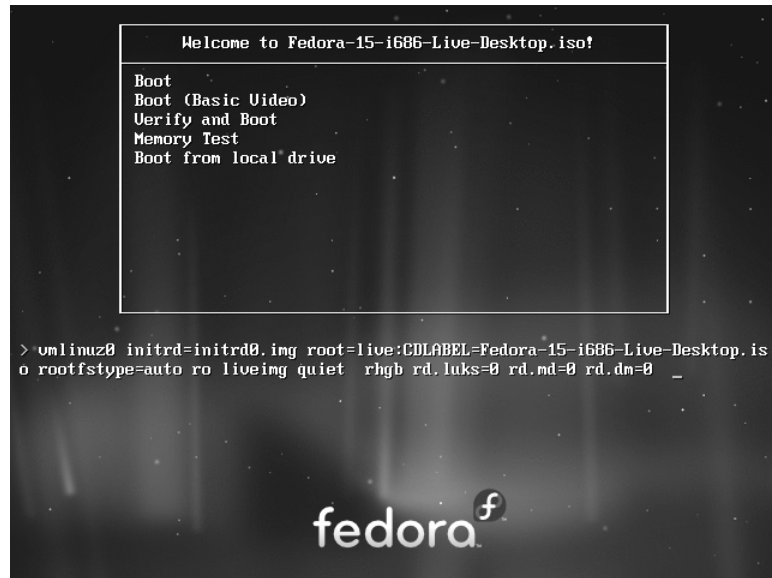 Welcome to Fedora-15-i686-Live-Desktop.iso!
Boot
Boot (Basic Video)
Verify and Boot
Memory Test
Boot from local drive
> vmlinuz0 initrd=initrd0.img root=live:CDLABEL=Fedora-15-i686-Live-Desktop.is
o rootfstype=auto ro liveimg quiet  rhgb rd.luks=0 rd.md=0 rd.dm=0  _
fedora